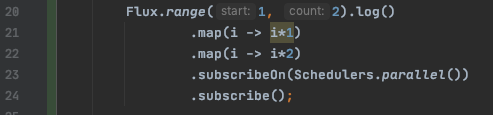 20 Flux.range( start: 1, count: 2).log()
21 .map(i -> i*1)
22 .map(i -> i*2)
23 .subscribeOn(Schedulers.parallel())
24 .subscribe();